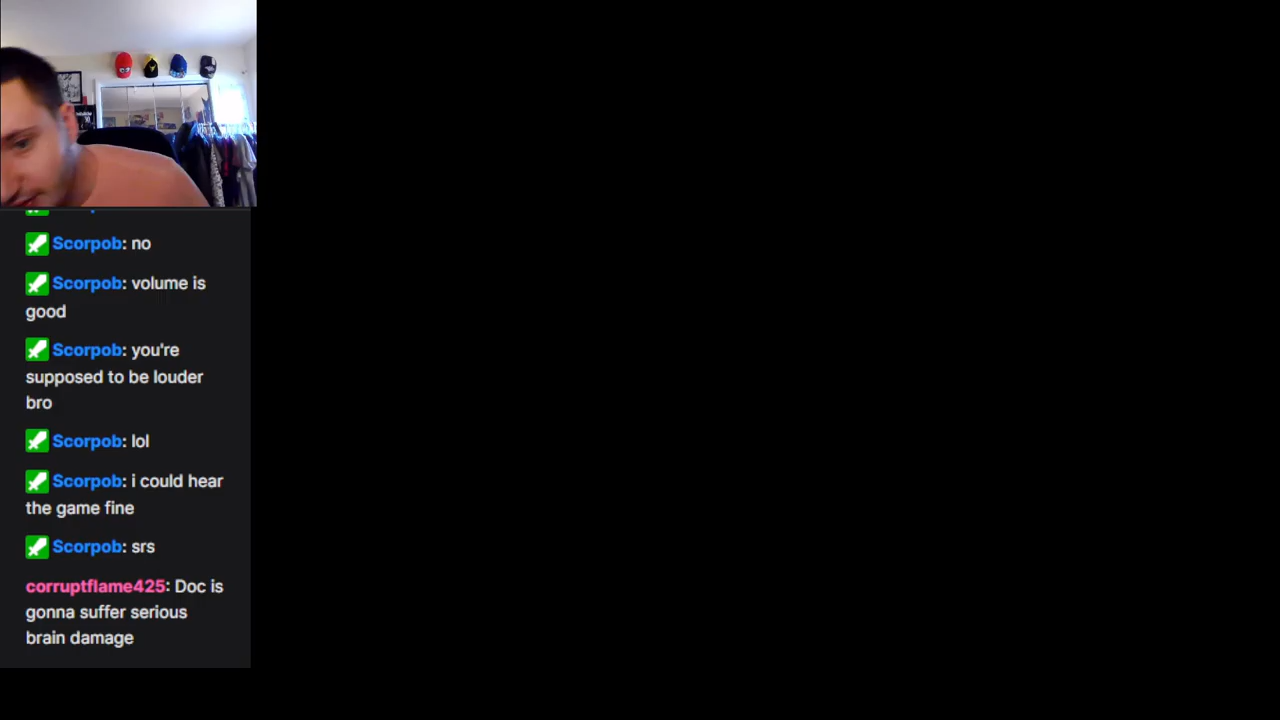 Scorpob: no
Scorpob: volume is
good
Scorpob: you're
supposed to be louder
bro
Scorpob: lol
Scorpob: i could hear
the game fine
Scorpob: srs
corruptflame425: Doc is
gonna suffer serious
brain damage